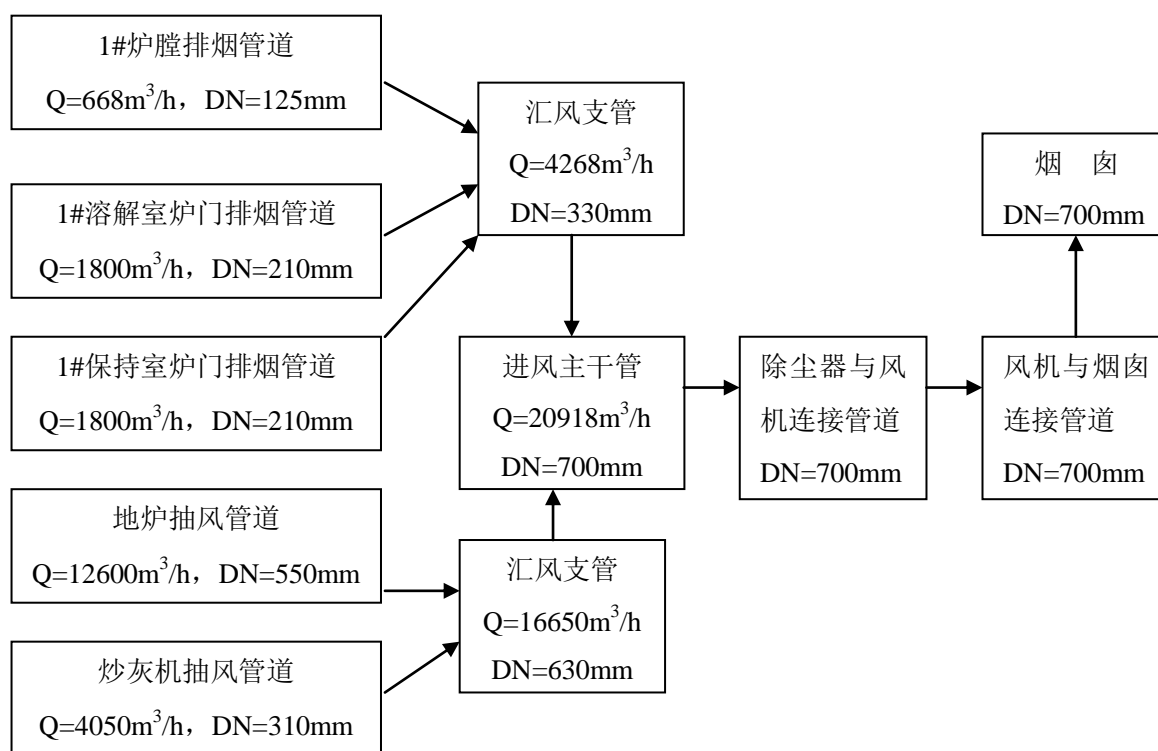 1#炉膛排烟管道
Q=668m³/h，DN=125mm
1#溶解室炉门排烟管道
Q=1800m³/h，DN=210mm
1#保持室炉门排烟管道
Q=1800m³/h，DN=210mm
地炉抽风管道
Q=12600m³/h，DN=550mm
炒灰机抽风管道
Q=4050m³/h，DN=310mm
汇风支管
Q=4268m³/h
DN=330mm
进风主干管
Q=20918m³/h
DN=700mm
汇风支管
Q=16650m³/h
DN=630mm
除尘器与风
机连接管道
DN=700mm
烟　囱
DN=700mm
风机与烟囱
连接管道
DN=700mm